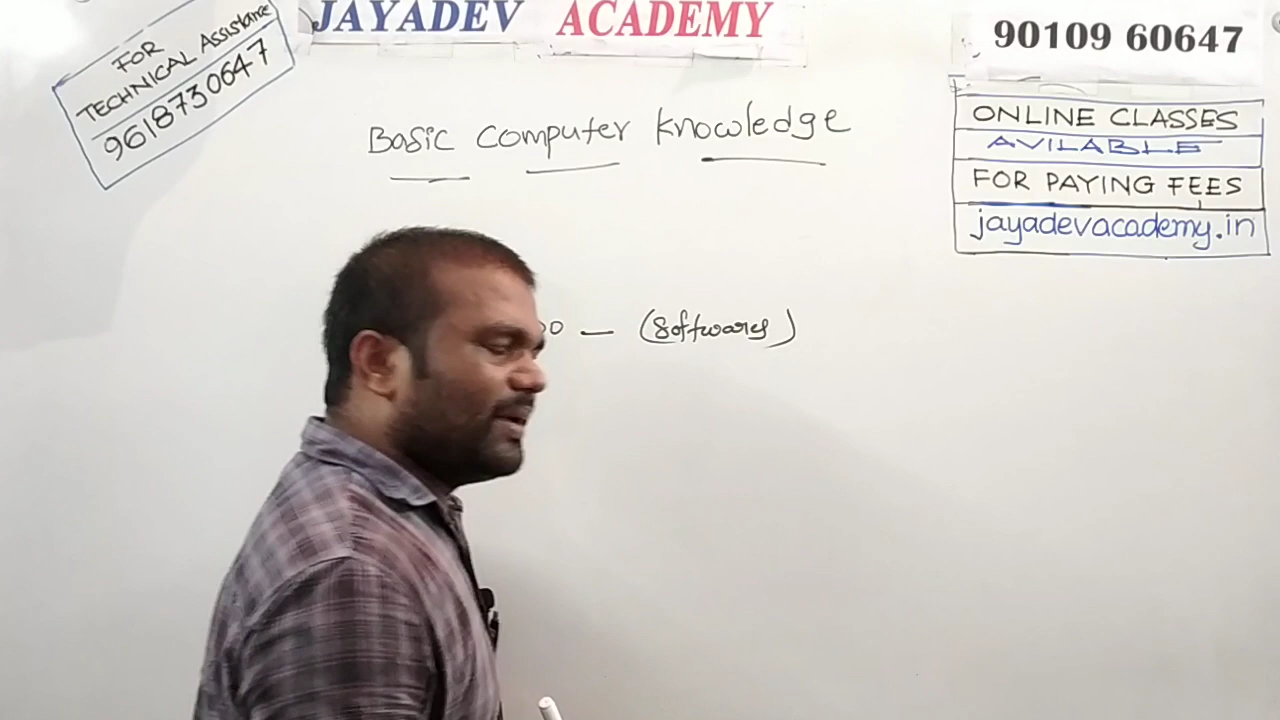 FOR
TECHNICAL Assistance
9618730647
JAYADEV ACADEMY
90109 60647
ONLINE CLASSES
AVILABLE
FOR PAYING FEES
jayadevacademy.in
Basic Computer Knowledge
— (Softwares)